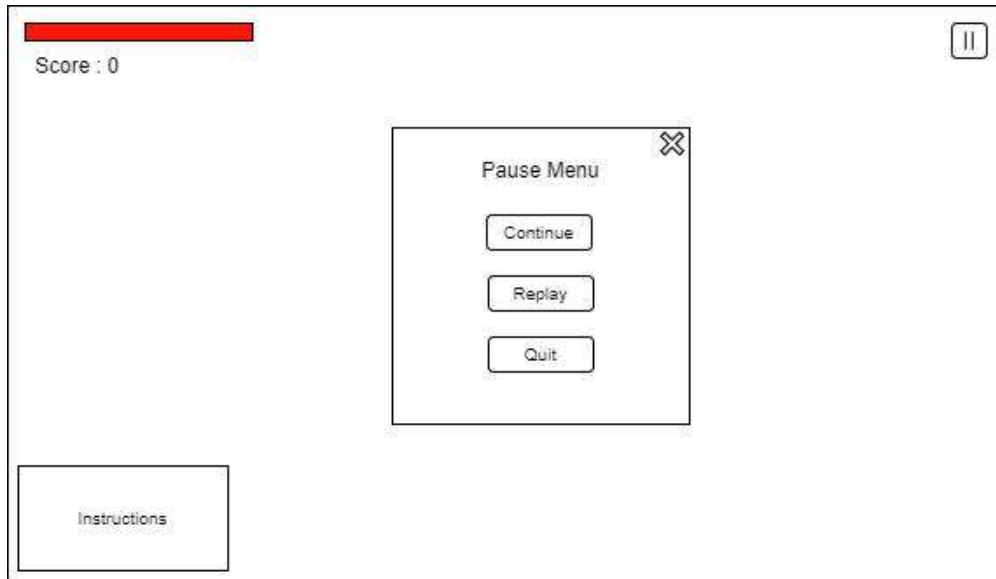 Score : 0
Pause Menu
Continue
Replay
Quit
Instructions